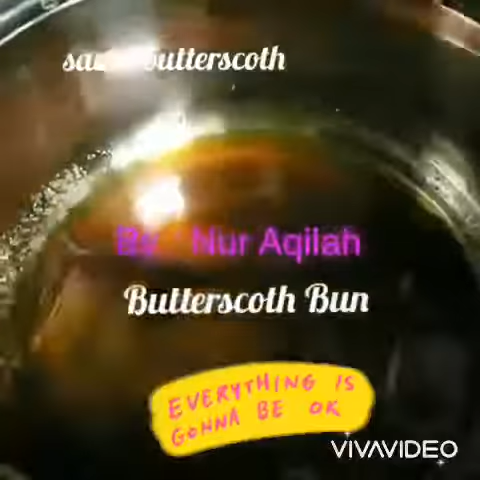 butterscoth
Nur Aqilah
Butterscoth Bun
EVERYTHING IS
GONNA BE OK
VIVAVIDEO